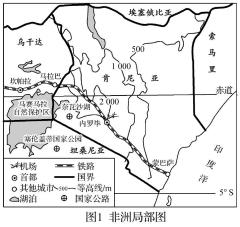 埃塞俄比亚
索马里
乌干达
500
1 000
肯尼亚
坎帕拉
马拉巴
赤道
马赛马拉
自然保护区
奈瓦沙湖
2 000
内罗毕
塞伦盖蒂国家公园
坦桑尼亚
蒙巴萨
印度洋
5°S
机场
铁路
首都
国界
其他城市
500
等高线/m
湖泊
国家公路
图1 非洲局部图